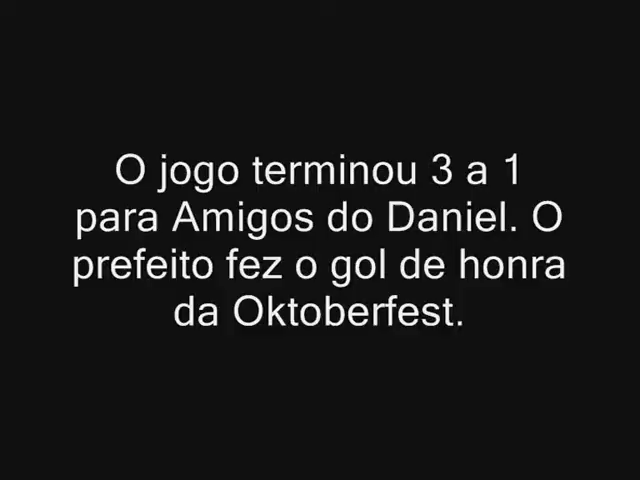 O jogo terminou 3 a 1
para Amigos do Daniel. O
prefeito fez o gol de honra
da Oktoberfest.